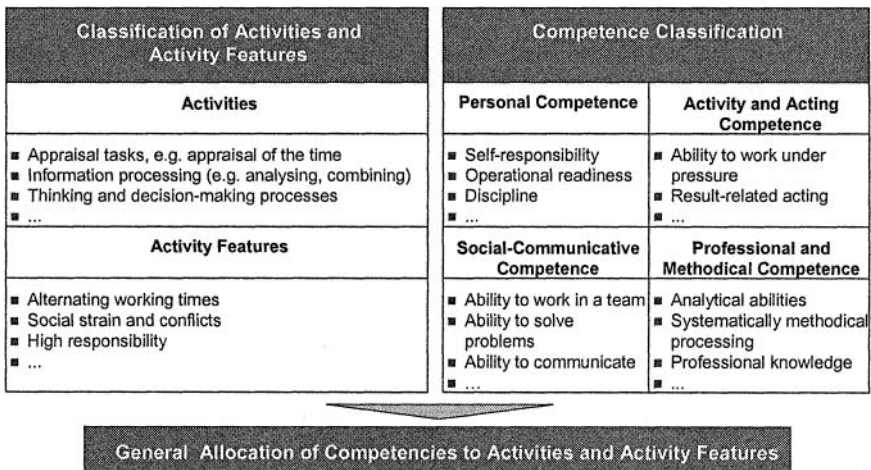 Classification of Activities and
Activity Features
Activities
■ Appraisal tasks, e.g. appraisal of the time
■ Information processing (e.g. analysing, combining)
■ Thinking and decision-making processes
■ ...
Activity Features
■ Alternating working times
■ Social strain and conflicts
■ High responsibility
■ ...
Competence Classification
Personal Competence
■ Self-responsibility
■ Operational readiness
■ Discipline
■ ...
Activity and Acting
Competence
■ Ability to work under
pressure
■ Result-related acting
■ ...
Social-Communicative
Competence
■ Ability to work in a team
■ Ability to solve
problems
■ Ability to communicate
■ ...
Professional and
Methodical Competence
■ Analytical abilities
■ Systematically methodical
processing
■ Professional knowledge
■ ...
General Allocation of Competencies to Activities and Activity Features